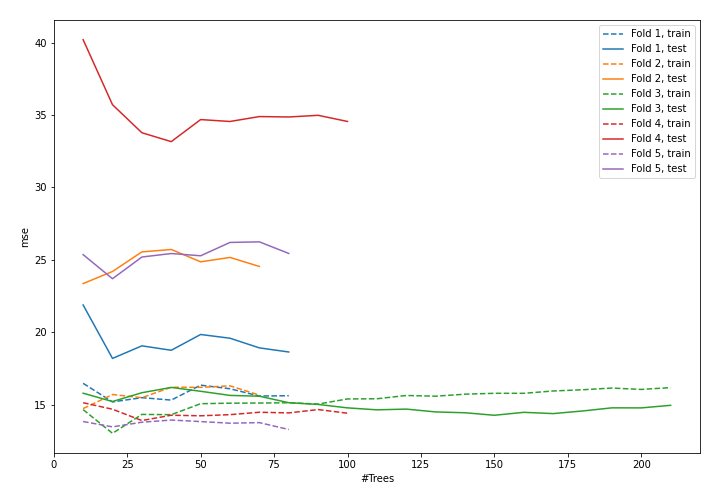 40
35
30
25
20
15
mse
0
25
50
75
100
125
150
175
200
#Trees
Fold 1, train
Fold 1, test
Fold 2, train
Fold 2, test
Fold 3, train
Fold 3, test
Fold 4, train
Fold 4, test
Fold 5, train
Fold 5, test